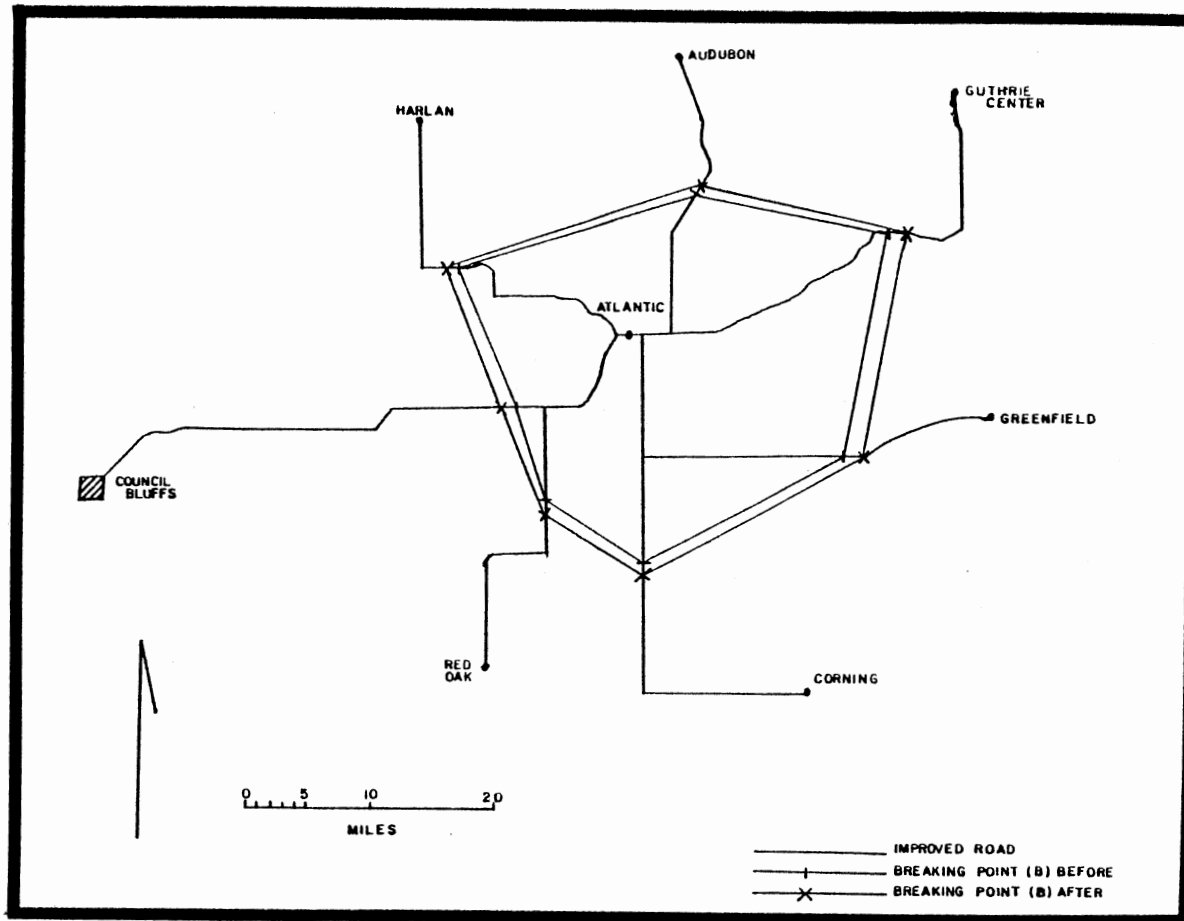 AUDUBON
GUTHRIE
CENTER
HARLAN
ATLANTIC
GREENFIELD
COUNCIL
BLUFFS
RED
OAK
CORNING
0 5 10 20
MILES
IMPROVED ROAD
BREAKING POINT (B) BEFORE
BREAKING POINT (B) AFTER